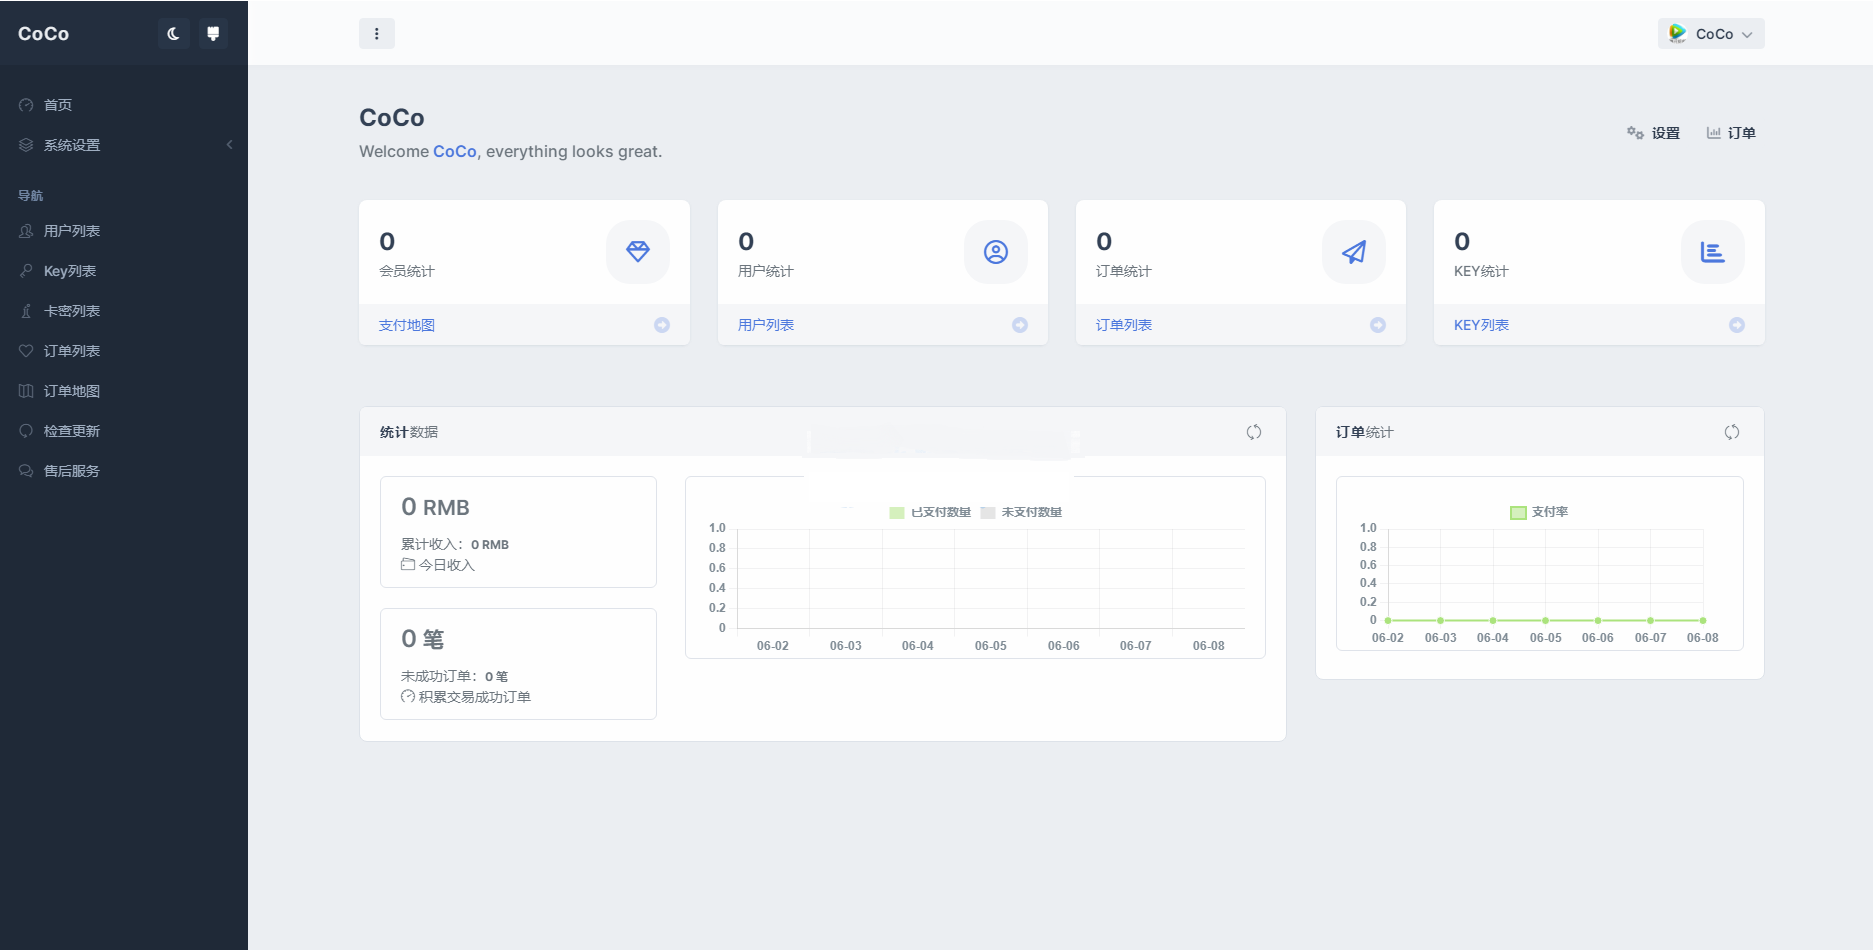 CoCo
CoCo
首页
系统设置
导航
用户列表
Key列表
卡密列表
订单列表
订单地图
检查更新
售后服务
CoCo
Welcome CoCo, everything looks great.
设置
订单
0
会员统计
支付地图
0
用户统计
用户列表
0
订单统计
订单列表
0
KEY统计
KEY列表
统计数据
0 RMB
累计收入：0 RMB
今日收入
0 笔
未成功订单：0 笔
积累交易成功订单
已支付数量
未支付数量
1.0
0.8
0.6
0.4
0.2
0
06-02 06-03 06-04 06-05 06-06 06-07 06-08
订单统计
支付率
1.0
0.8
0.6
0.4
0.2
0
06-02 06-03 06-04 06-05 06-06 06-07 06-08